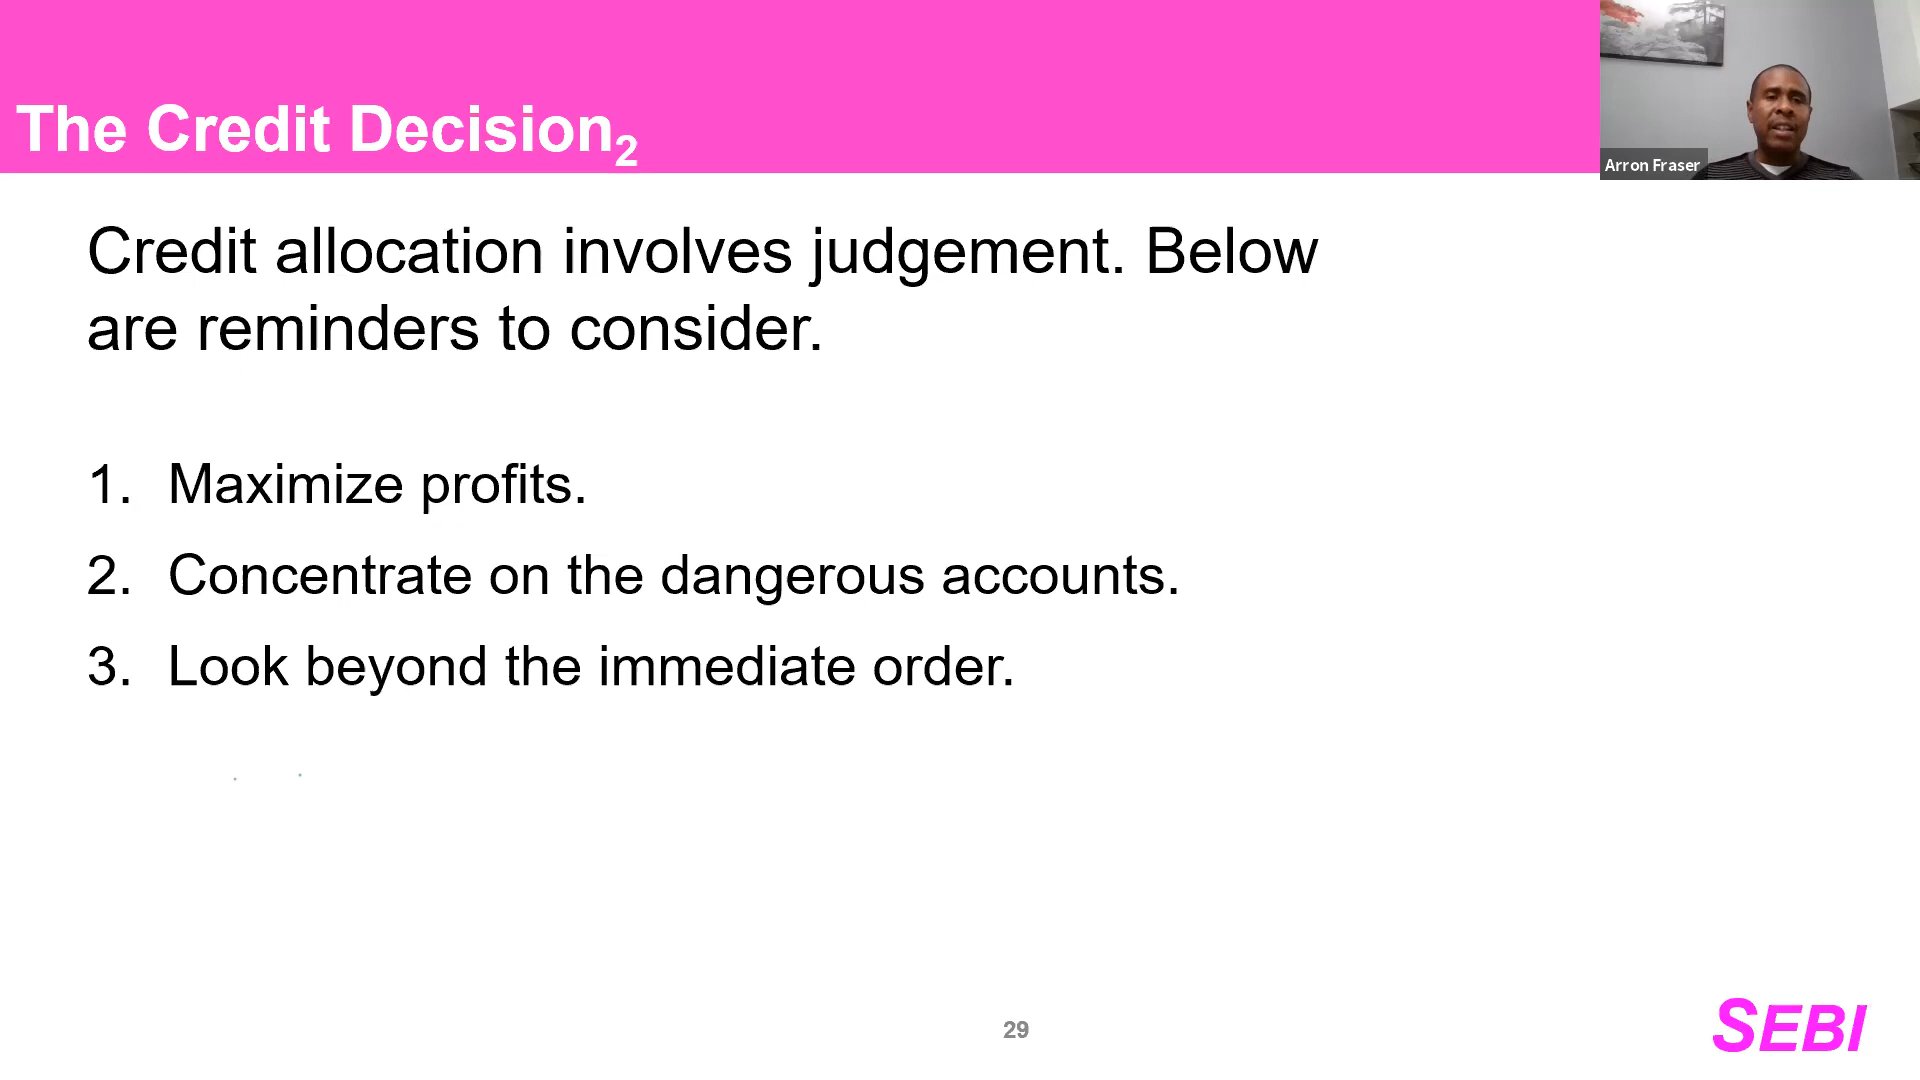 The Credit Decision2
Arron Fraser
Credit allocation involves judgement. Below
are reminders to consider.
1. Maximize profits.
2. Concentrate on the dangerous accounts.
3. Look beyond the immediate order.
29
SEBI